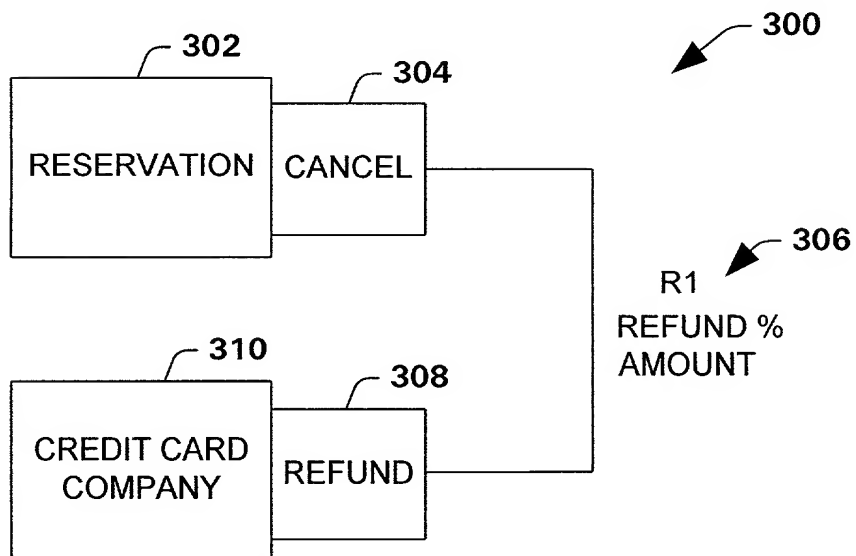 300
302
304
RESERVATION
CANCEL
306
R1
REFUND %
AMOUNT
310
308
CREDIT CARD
COMPANY
REFUND